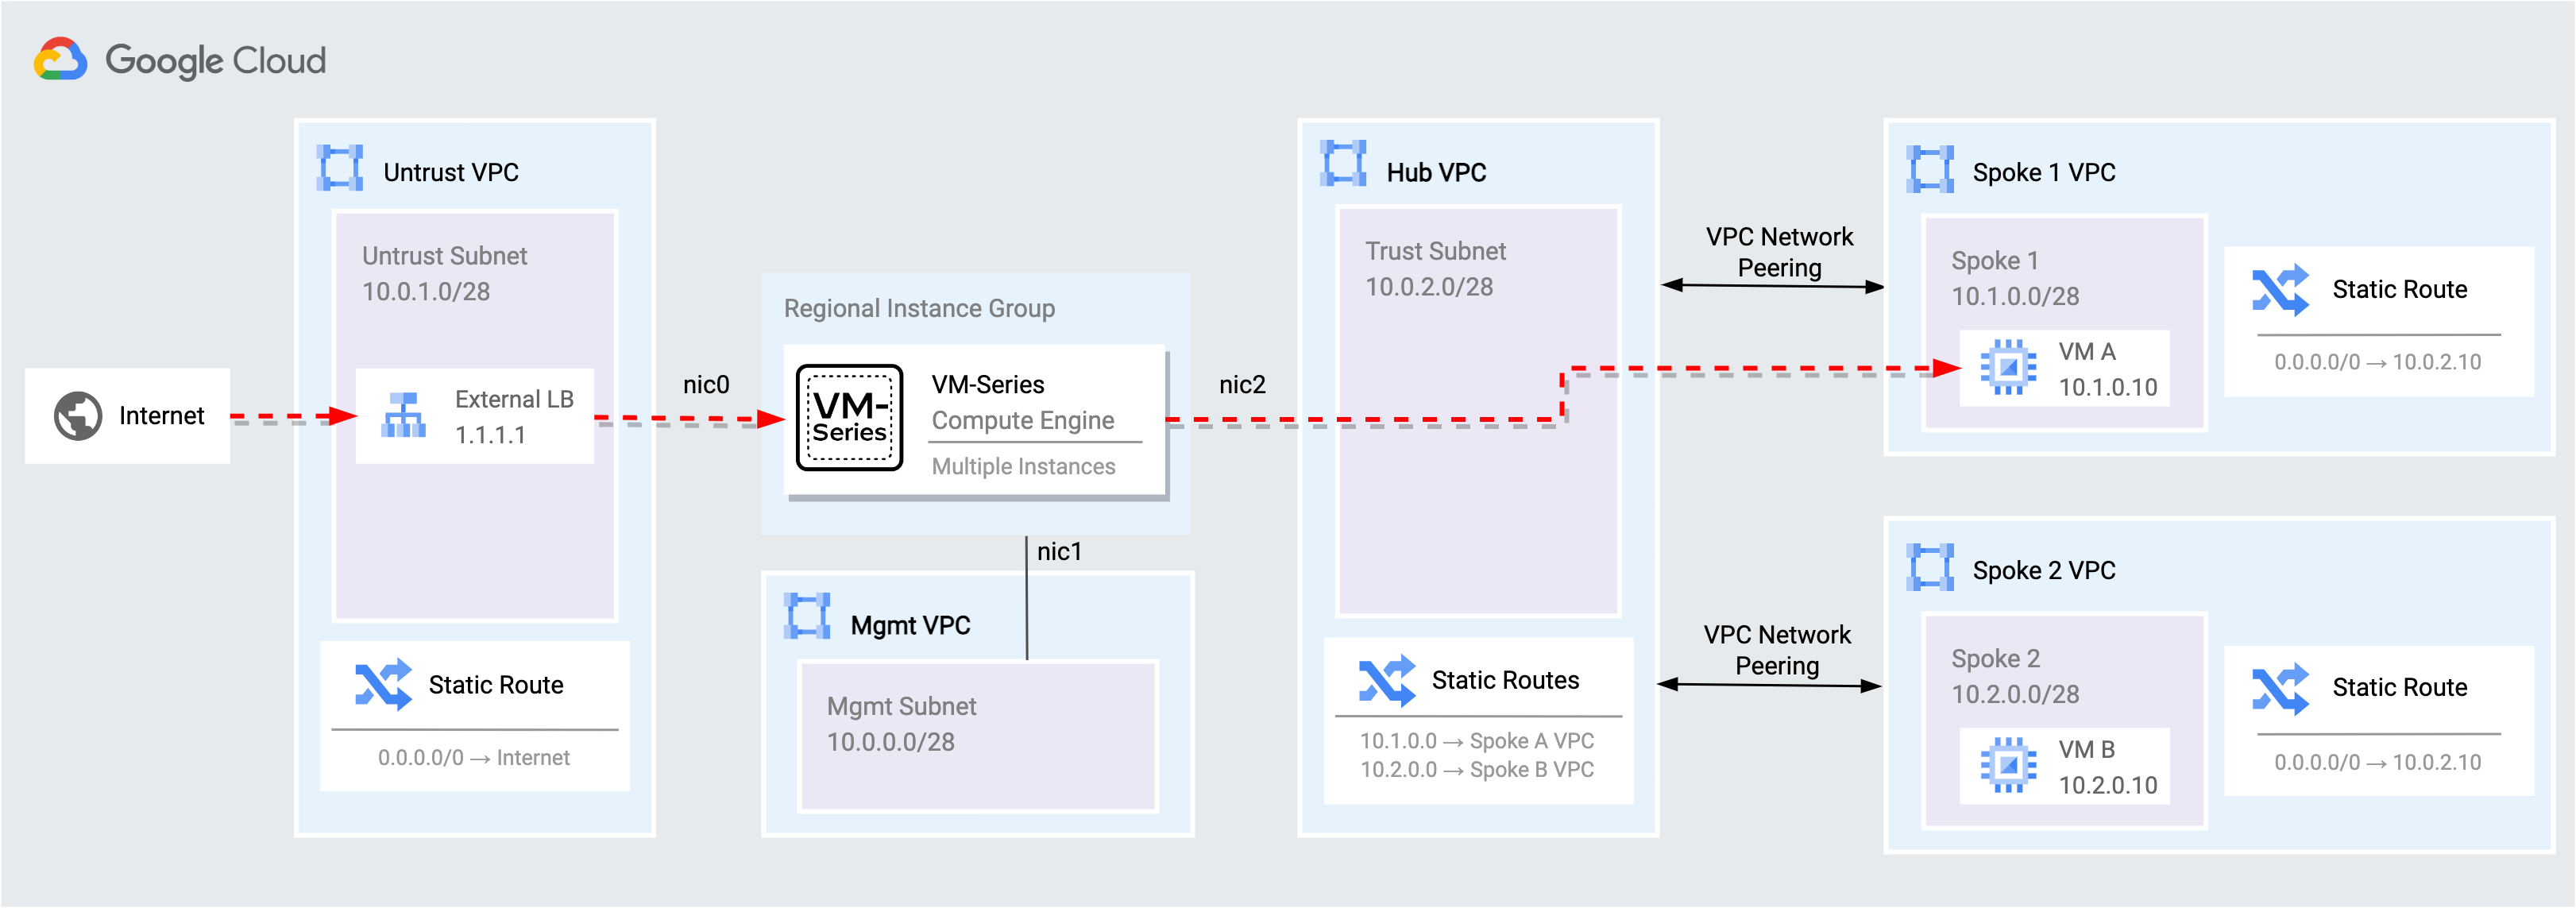 Google Cloud
Untrust VPC
Untrust Subnet
10.0.1.0/28
Internet
External LB
1.1.1.1
Static Route
0.0.0.0/0 → Internet
nic0
Regional Instance Group
VM-
Series
VM-Series
Compute Engine
Multiple Instances
nic1
Mgmt VPC
Mgmt Subnet
10.0.0.0/28
nic2
Hub VPC
Trust Subnet
10.0.2.0/28
Static Routes
10.1.0.0 → Spoke A VPC
10.2.0.0 → Spoke B VPC
VPC Network
Peering
Spoke 1 VPC
Spoke 1
10.1.0.0/28
VM A
10.1.0.10
Static Route
0.0.0.0/0 → 10.0.2.10
VPC Network
Peering
Spoke 2 VPC
Spoke 2
10.2.0.0/28
VM B
10.2.0.10
Static Route
0.0.0.0/0 → 10.0.2.10